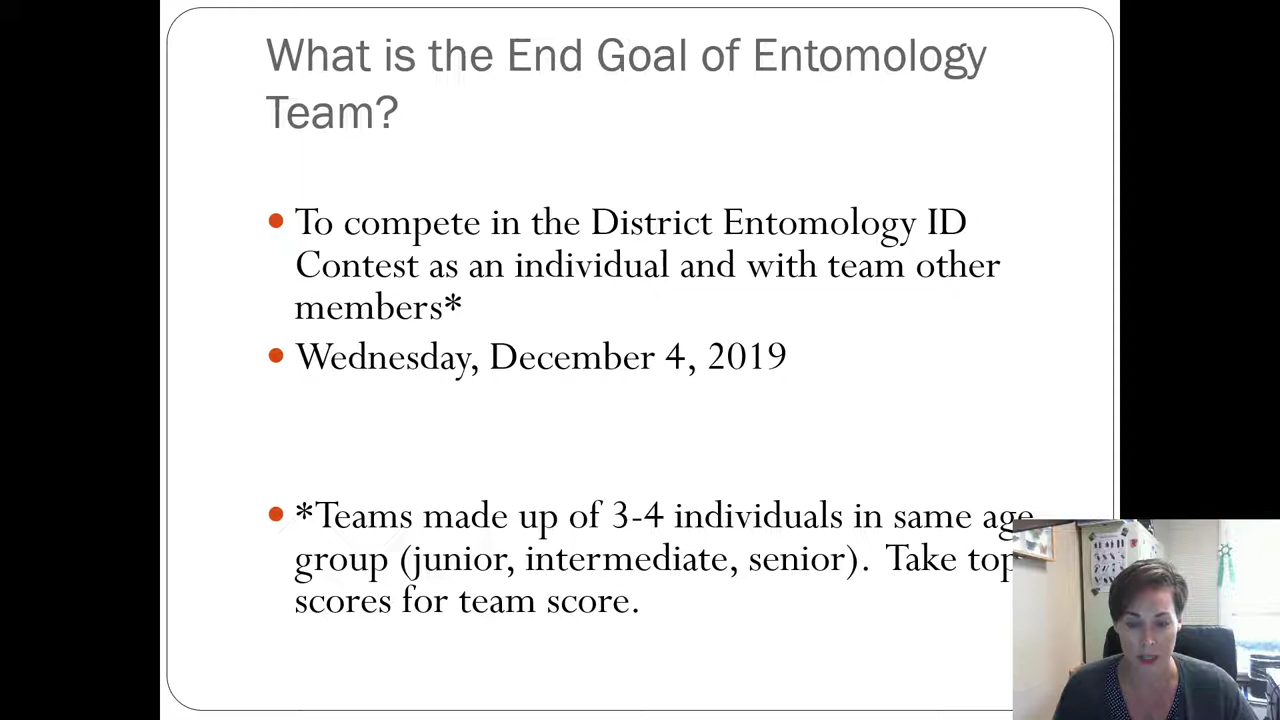 What is the End Goal of Entomology
Team?
• To compete in the District Entomology ID
Contest as an individual and with team other
members*
• Wednesday, December 4, 2019
• *Teams made up of 3-4 individuals in same age
group (junior, intermediate, senior). Take top
scores for team score.